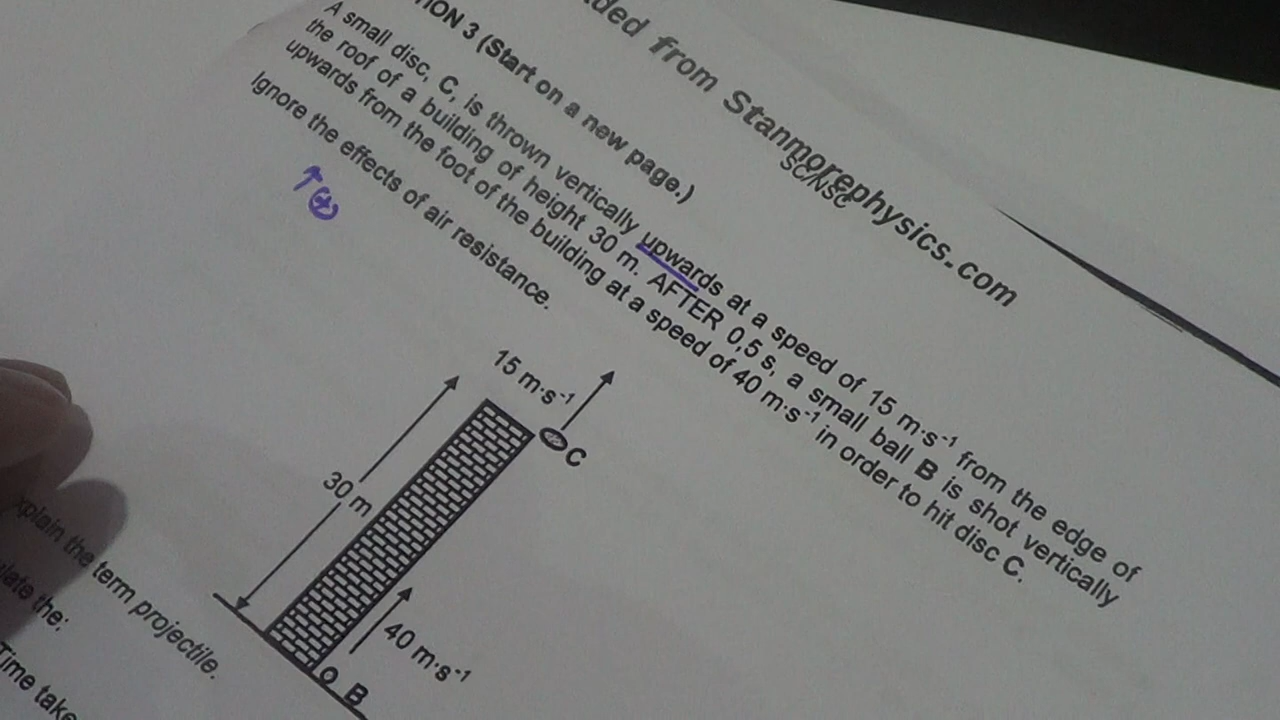 ded from Stanmorephysics.com
SC/NSC
ION 3 (Start on a new page.)
A small disc, C, is thrown vertically upwards at a speed of 15 m·s⁻¹ from the edge of
the roof of a building of height 30 m. AFTER 0,5 s, a small ball B is shot vertically
upwards from the foot of the building at a speed of 40 m·s⁻¹ in order to hit disc C.
Ignore the effects of air resistance.
↑⊕
15 m·s⁻¹
C
30 m
40 m·s⁻¹
B
xplain the term projectile.
late the:
Time take